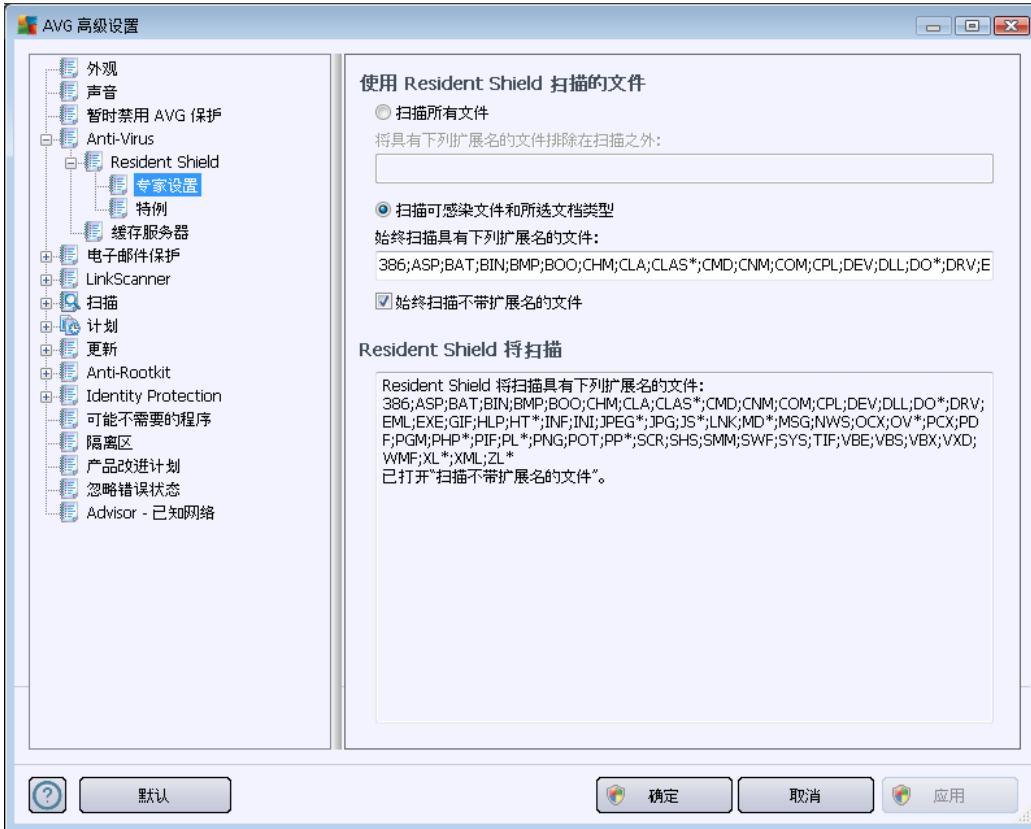 AVG 高级设置
外观
声音
暂时禁用 AVG 保护
Anti-Virus
Resident Shield
专家设置
特例
缓存服务器
电子邮件保护
LinkScanner
扫描
计划
更新
Anti-Rootkit
Identity Protection
可能不需要的程序
隔离区
产品改进计划
忽略错误状态
Advisor - 已知网络
使用 Resident Shield 扫描的文件
扫描所有文件
将具有下列扩展名的文件排除在扫描之外:
扫描可感染文件和所选文档类型
始终扫描具有下列扩展名的文件:
386;ASP;BAT;BIN;BMP;BOO;CHM;CLA;CLAS*;CMD;CNM;COM;CPL;DEV;DLL;DO*;DRV;E
始终扫描不带扩展名的文件
Resident Shield 将扫描
Resident Shield 将扫描具有下列扩展名的文件:
386;ASP;BAT;BIN;BMP;BOO;CHM;CLA;CLAS*;CMD;CNM;COM;CPL;DEV;DLL;DO*;DRV;
EML;EXE;GIF;HLP;HT*;INF;INI;JPEG*;JPG;JS*;LNK;MD*;MSG;NWS;OCX;OV*;PCX;PD
F;PGM;PHP*;PIF;PL*;PNG;POT;PP*;SCR;SHS;SMM;SWF;SYS;TIF;VBE;VBS;VBX;VXD;
WMF;XL*;XML;ZL*
已打开“扫描不带扩展名的文件”。
默认
确定
取消
应用